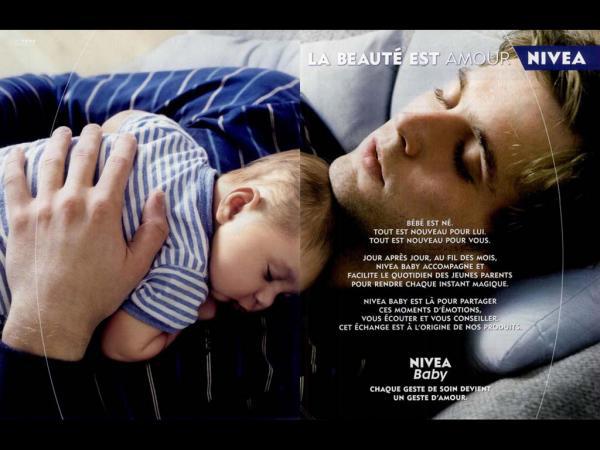 LA BEAUTÉ EST AMOUR NIVEA
BÉBÉ EST NÉ.
TOUT EST NOUVEAU POUR LUI.
TOUT EST NOUVEAU POUR VOUS.
JOUR APRÈS JOUR, AU FIL DES MOIS,
NIVEA BABY ACCOMPAGNE ET
FACILITE LE QUOTIDIEN DES JEUNES PARENTS
POUR RENDRE CHAQUE INSTANT MAGIQUE.
NIVEA BABY EST LÀ POUR PARTAGER
CES MOMENTS D'ÉMOTIONS,
VOUS ÉCOUTER ET VOUS CONSEILLER.
CET ÉCHANGE EST À L'ORIGINE DE NOS PRODUITS.
NIVEA
Baby
CHAQUE GESTE DE SOIN DEVIENT
UN GESTE D'AMOUR.